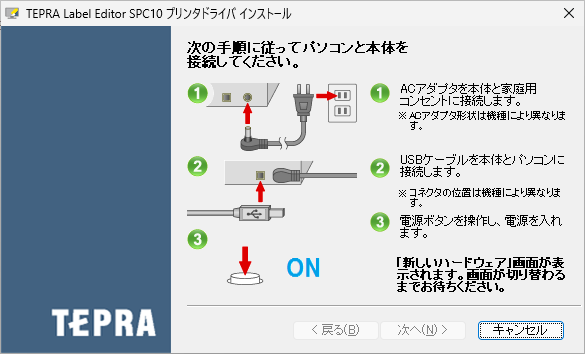 TEPRA Label Editor SPC10 プリンタドライバ インストール
次の手順に従ってパソコンと本体を
接続してください。
1
1
ACアダプタを本体と家庭用
コンセントに接続します。
※ ACアダプタ形状は機種により異なりま
す。
2
2
USBケーブルを本体とパソコンに
接続します。
※ コネクタの位置は機種により異なりま
す。
3
ON
3
電源ボタンを操作し、電源を入れ
ます。
「新しいハードウェア」画面が表
示されます。画面が切り替わる
までお待ちください。
TEPRA
< 戻る(B)
次へ(N) >
キャンセル